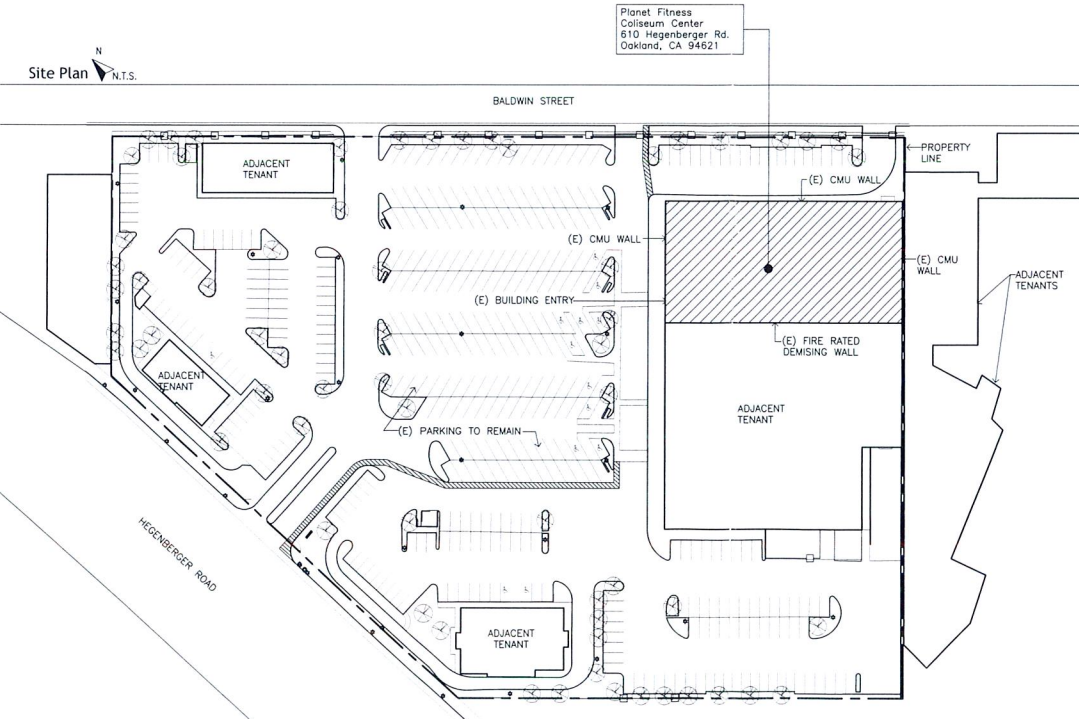 Planet Fitness
Coliseum Center
610 Hegenberger Rd.
Oakland, CA 94621
N
Site Plan
N.T.S.
BALDWIN STREET
PROPERTY
LINE
ADJACENT
TENANT
(E) CMU WALL
(E) CMU WALL
(E) CMU
WALL
ADJACENT
TENANTS
(E) BUILDING ENTRY
(E) FIRE RATED
DEMISING WALL
ADJACENT
TENANT
ADJACENT
TENANT
(E) PARKING TO REMAIN
HEGENBERGER ROAD
ADJACENT
TENANT